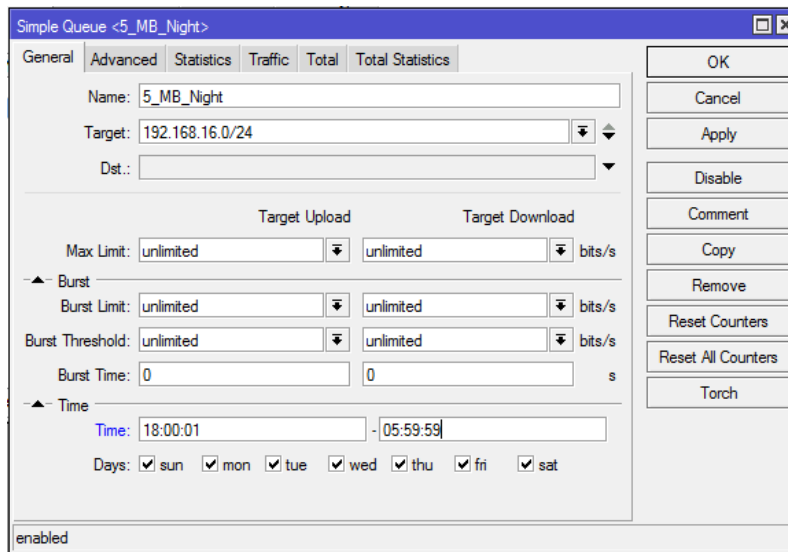 Simple Queue <5_MB_Night>
General Advanced Statistics Traffic Total Total Statistics
Name: 5_MB_Night
Target: 192.168.16.0/24
Dst.:
Target Upload Target Download
Max Limit: unlimited unlimited bits/s
Burst
Burst Limit: unlimited unlimited bits/s
Burst Threshold: unlimited unlimited bits/s
Burst Time: 0 0 s
Time
Time: 18:00:01 - 05:59:59
Days: sun mon tue wed thu fri sat
enabled
OK
Cancel
Apply
Disable
Comment
Copy
Remove
Reset Counters
Reset All Counters
Torch